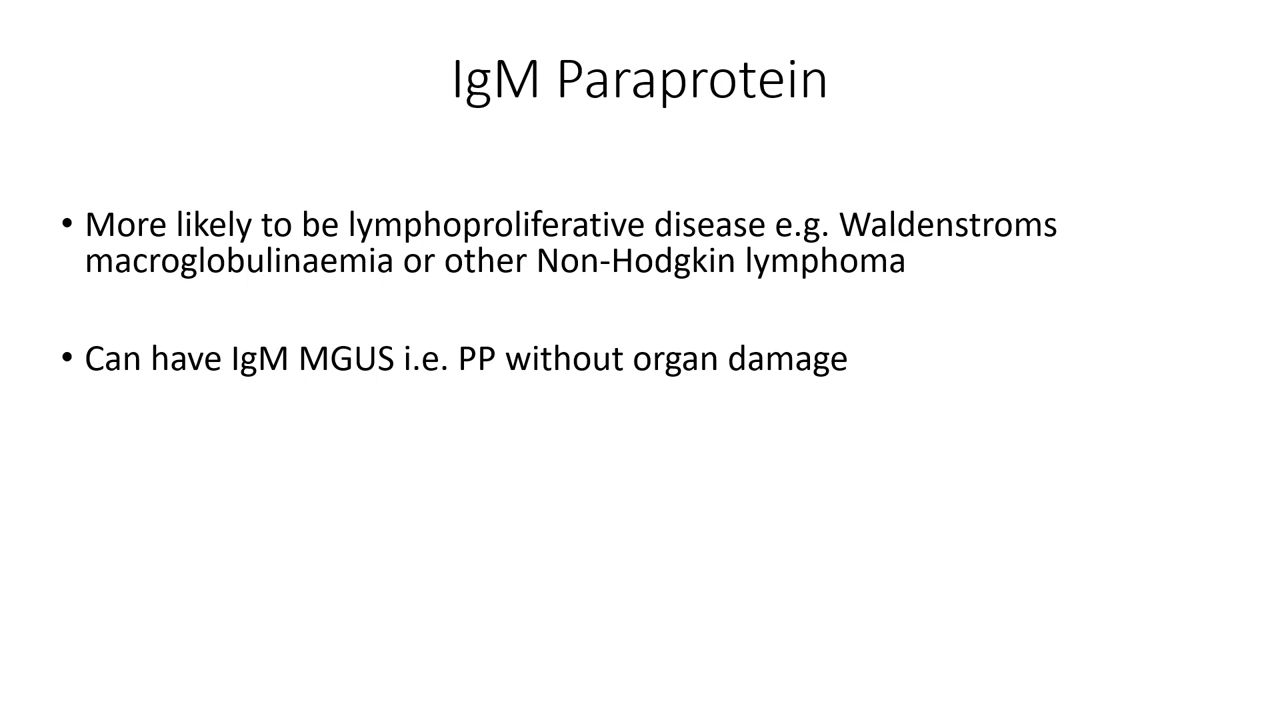 IgM Paraprotein
• More likely to be lymphoproliferative disease e.g. Waldenstroms
macroglobulinaemia or other Non-Hodgkin lymphoma
• Can have IgM MGUS i.e. PP without organ damage